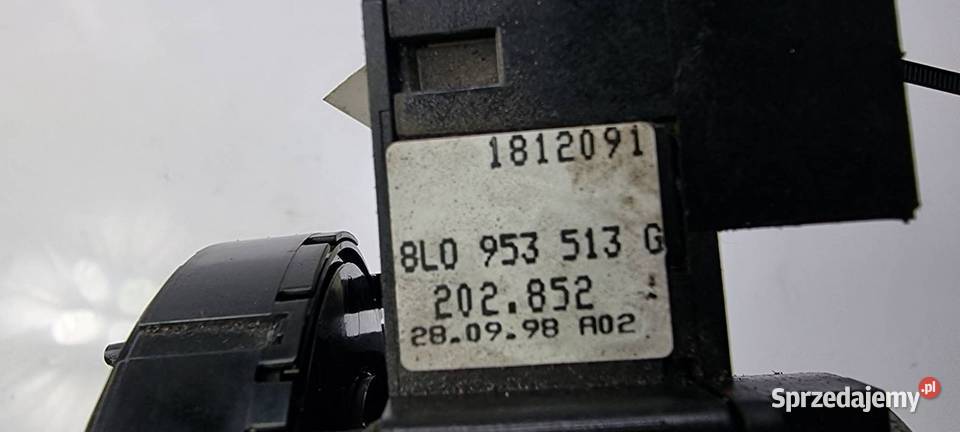 1812091
8L0 953 513 G
202.852
28.09.98 A02
Sprzedajemy.pl